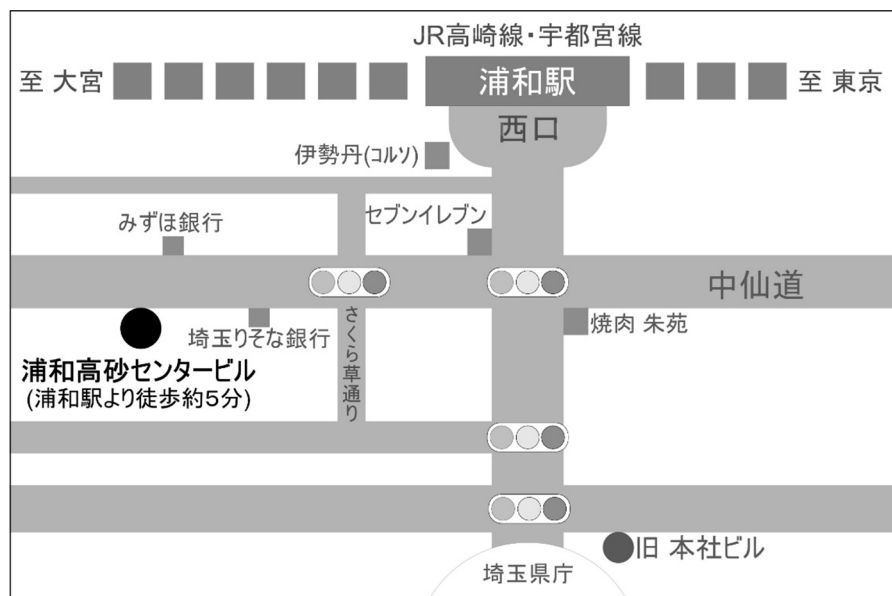 JR高崎線・宇都宮線
至 大宮
浦和駅
至 東京
西口
伊勢丹(コルソ)
セブンイレブン
みずほ銀行
中仙道
さくら草通り
埼玉りそな銀行
焼肉 朱苑
浦和高砂センタービル
(浦和駅より徒歩約5分)
旧 本社ビル
埼玉県庁